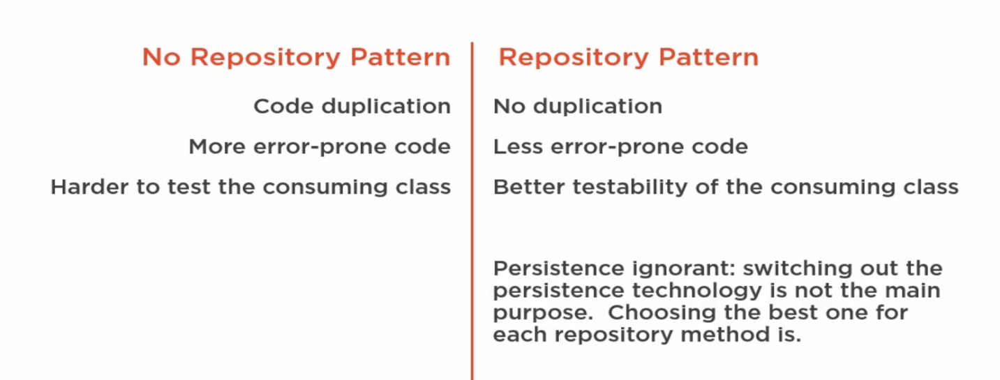 No Repository Pattern
Code duplication
More error-prone code
Harder to test the consuming class
Repository Pattern
No duplication
Less error-prone code
Better testability of the consuming class
Persistence ignorant: switching out the
persistence technology is not the main
purpose.  Choosing the best one for
each repository method is.